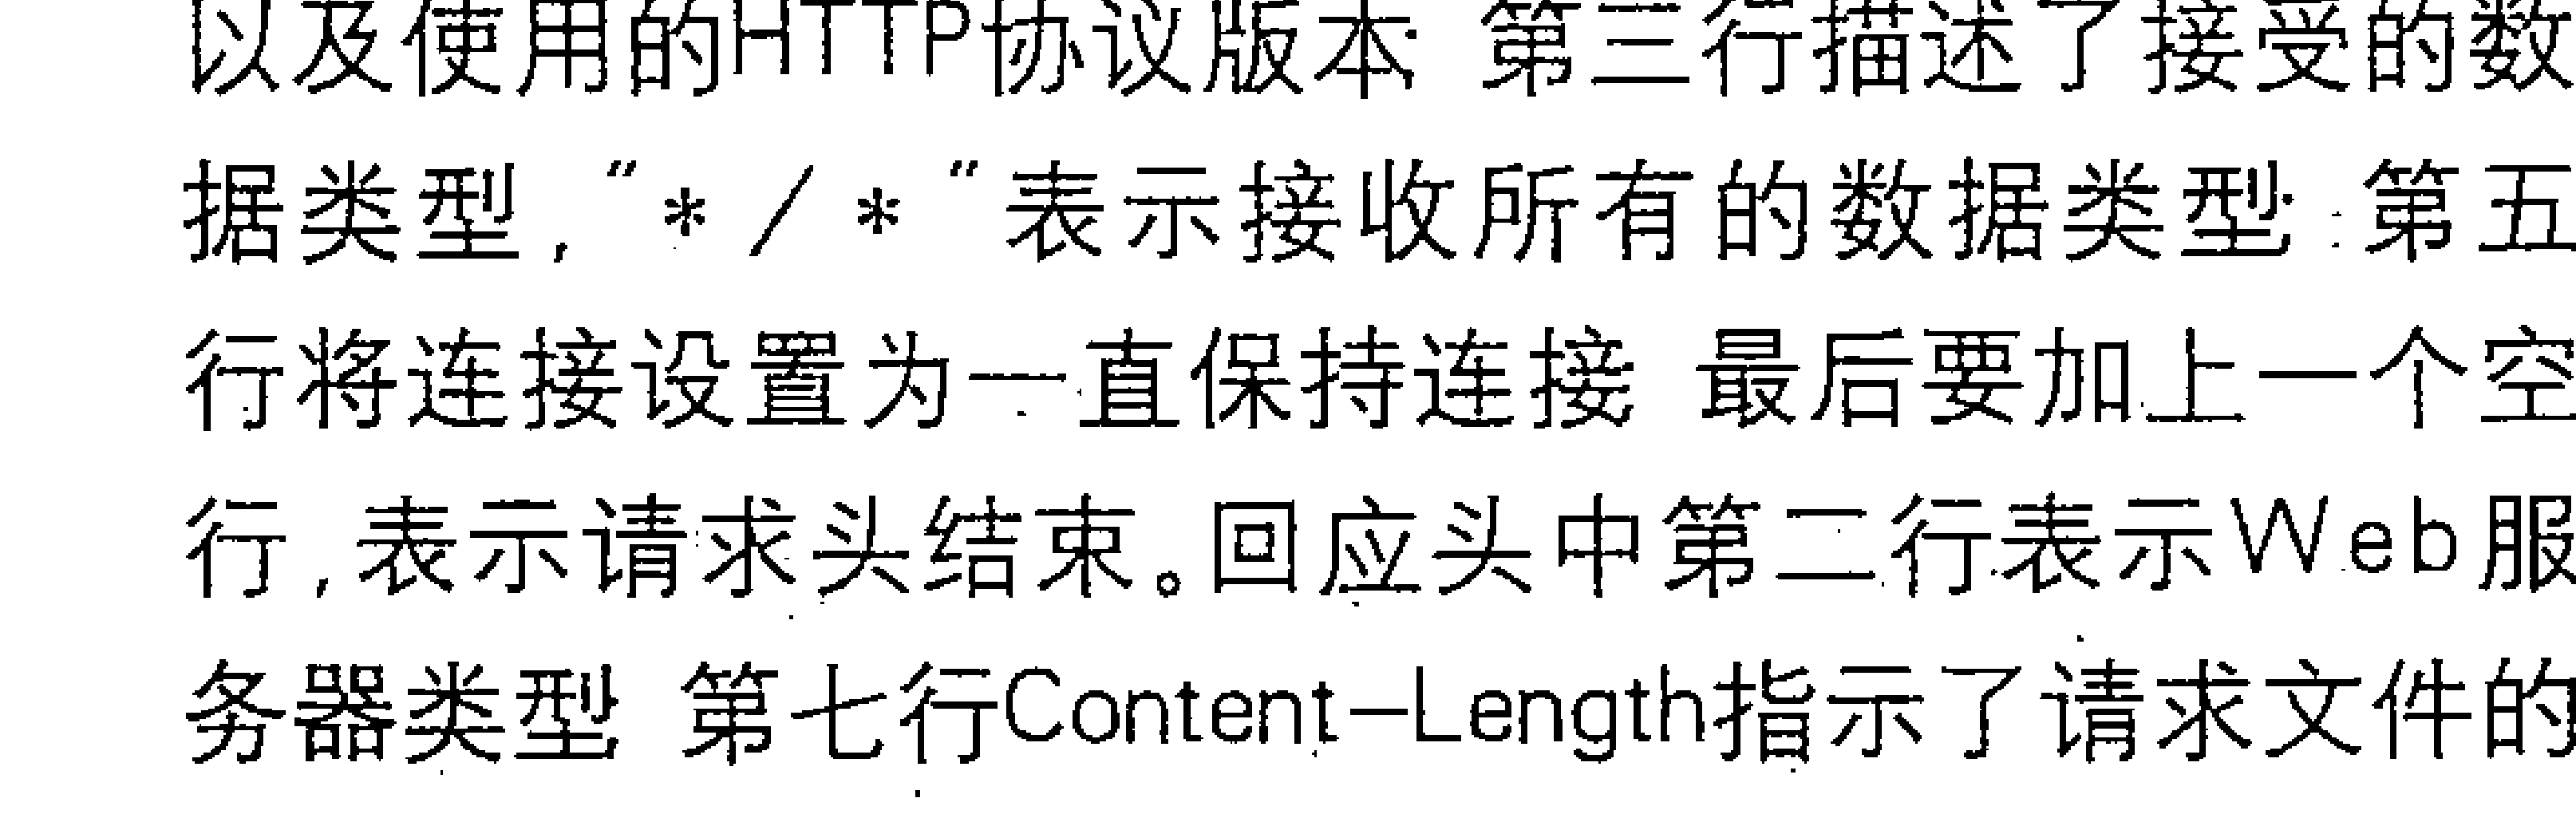 以及使用的HTTP协议版本 第三行描述了接受的数
据类型,"*/*"表示接收所有的数据类型 第五
行将连接设置为一直保持连接 最后要加上一个空
行,表示请求头结束。回应头中第二行表示Web服
务器类型 第七行Content-Length指示了请求文件的